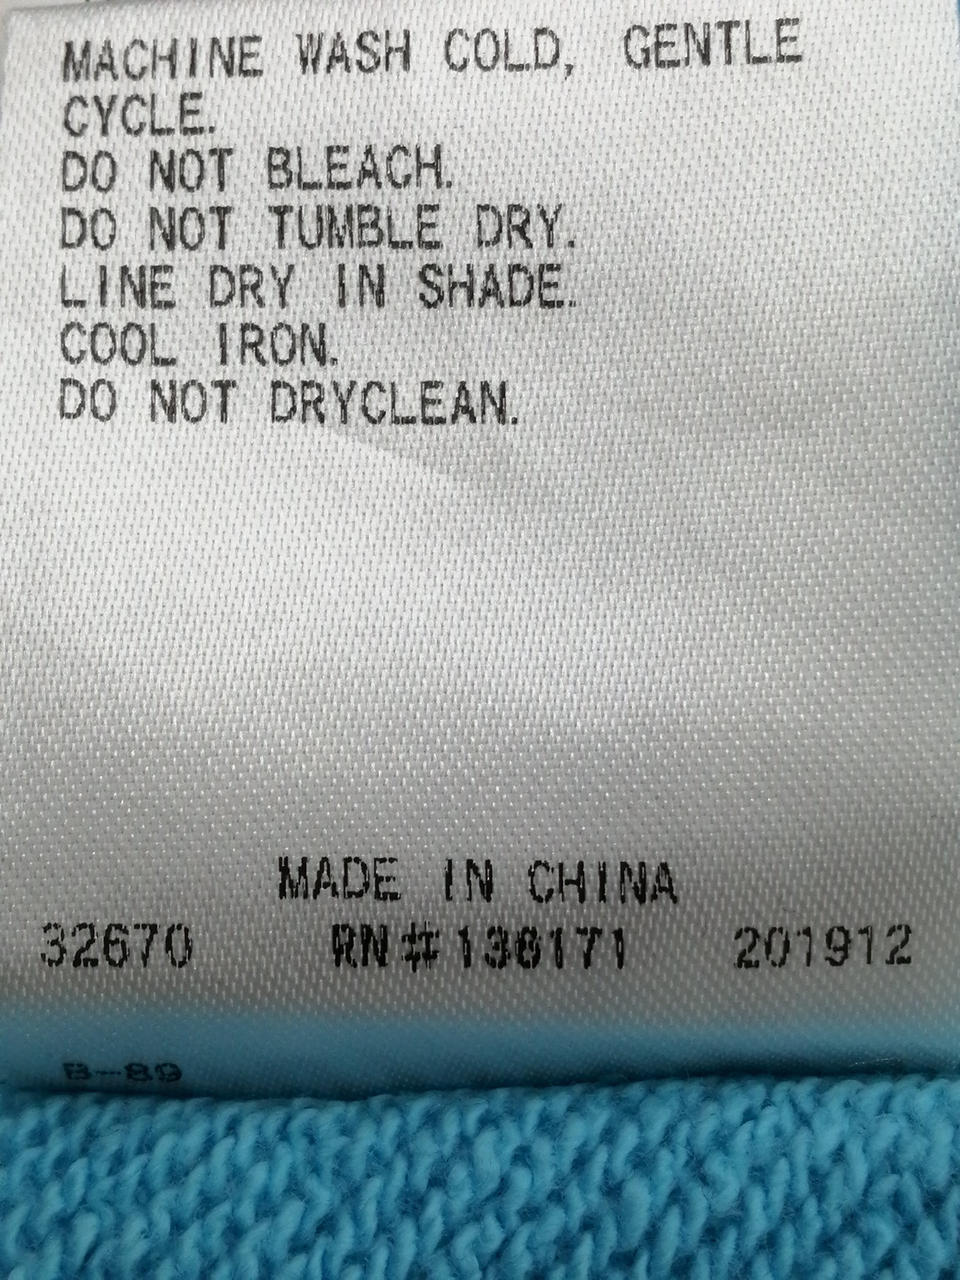 MACHINE WASH COLD, GENTLE
CYCLE.
DO NOT BLEACH.
DO NOT TUMBLE DRY.
LINE DRY IN SHADE.
COOL IRON.
DO NOT DRYCLEAN.
MADE IN CHINA
32670 RN#136171 201912
B-89